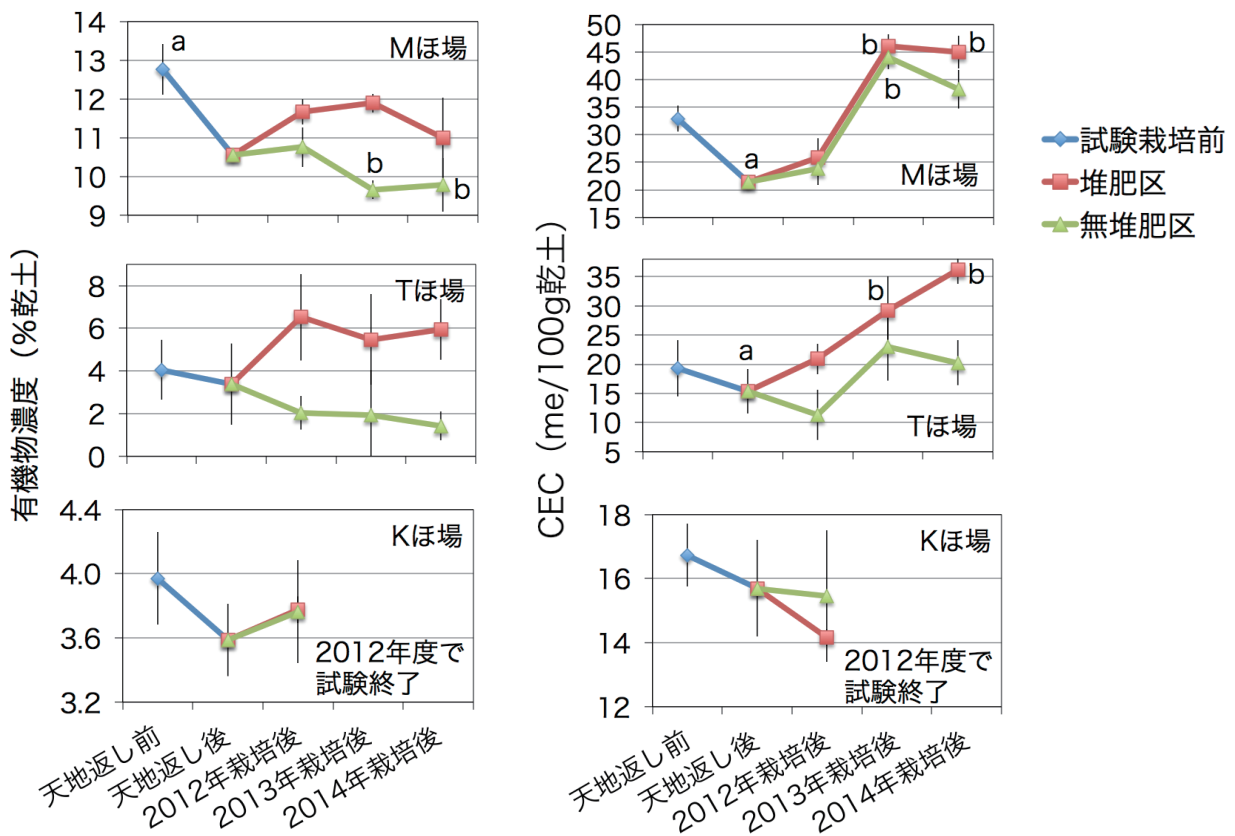 有機物濃度（%乾土）
14
13
12
11
10
9
a
b
b
Mほ場
8
6
4
2
0
Tほ場
4.4
4.0
3.6
3.2
Kほ場
2012年度で
試験終了
天地返し前
天地返し後
2012年栽培後
2013年栽培後
2014年栽培後
CEC（me/100g乾土）
50
45
40
35
30
25
20
15
a
b
b
b
Mほ場
35
30
25
20
15
10
5
a
b
b
Tほ場
18
16
14
12
Kほ場
2012年度で
試験終了
天地返し前
天地返し後
2012年栽培後
2013年栽培後
2014年栽培後
試験栽培前
堆肥区
無堆肥区